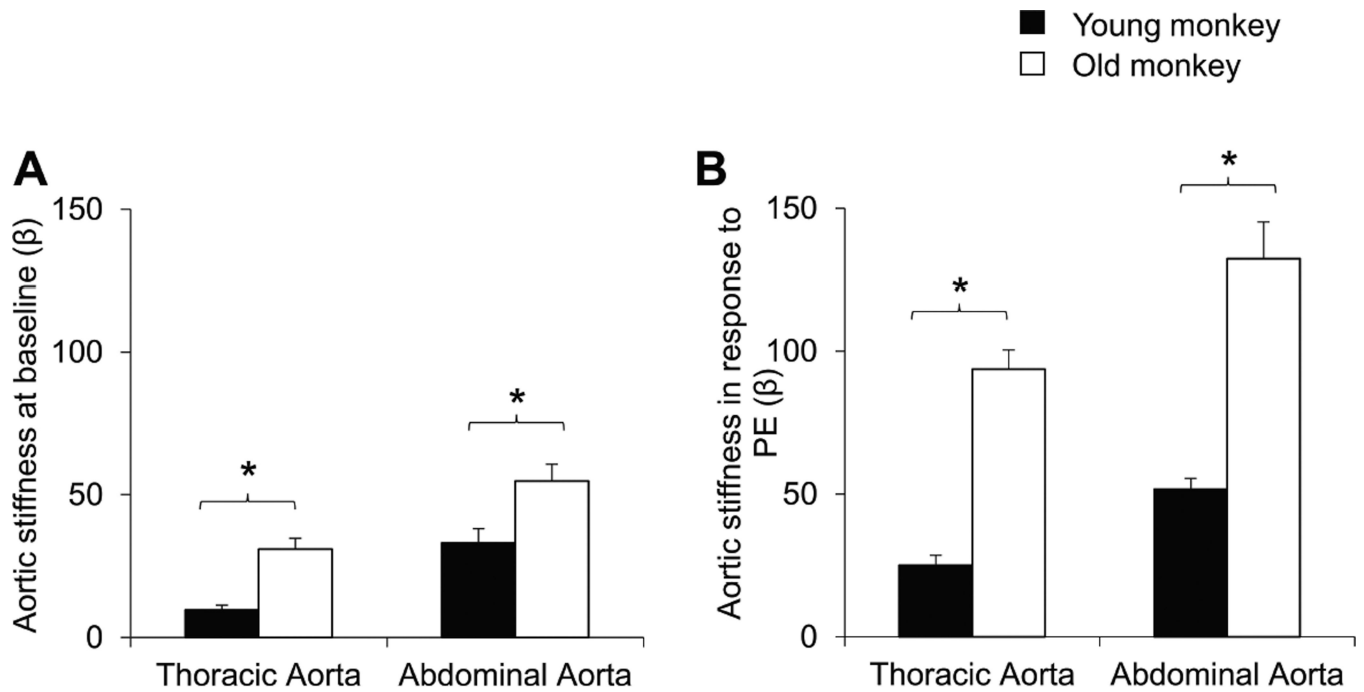 Young monkey
Old monkey
A
Aortic stiffness at baseline (β)
150
100
50
0
*
*
Thoracic Aorta
Abdominal Aorta
B
Aortic stiffness in response to
PE (β)
150
100
50
0
*
*
Thoracic Aorta
Abdominal Aorta